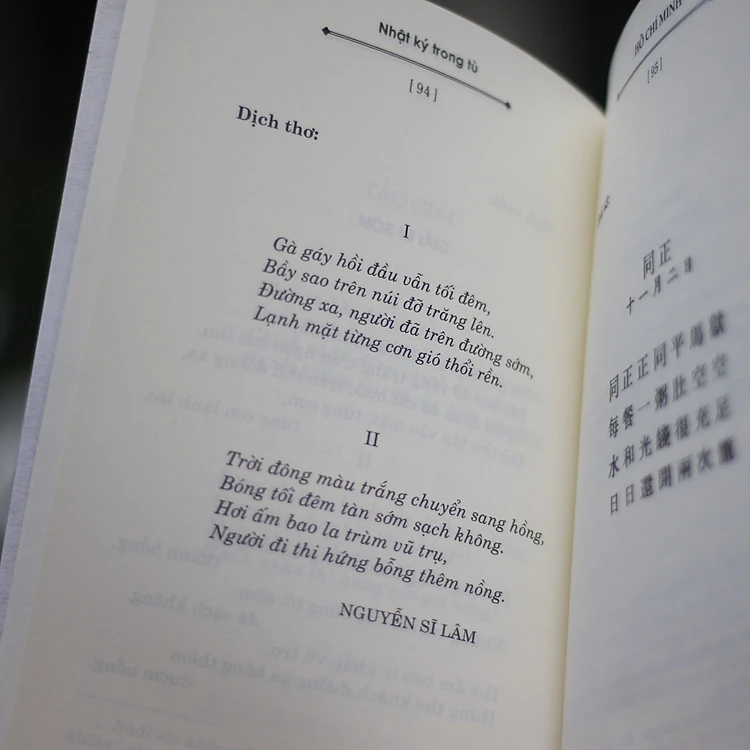 Nhật ký trong tù
[94]
Dịch thơ:
I
Gà gáy hồi đầu vẫn tối đêm,
Bầy sao trên núi đỡ trăng lên.
Đường xa, người đã trên đường sớm,
Lạnh mặt từng cơn gió thổi rền.
II
Trời đông màu trắng chuyển sang hồng,
Bóng tối đêm tàn sớm sạch không.
Hơi ấm bao la trùm vũ trụ,
Người đi thi hứng bỗng thêm nồng.
NGUYỄN SĨ LÂM
HỒ CHÍ MINH
[95]
同正
十一月二日
同正正同平馬獄
每餐一粥肚空空
水和光綫很充足
日日還開兩次籠